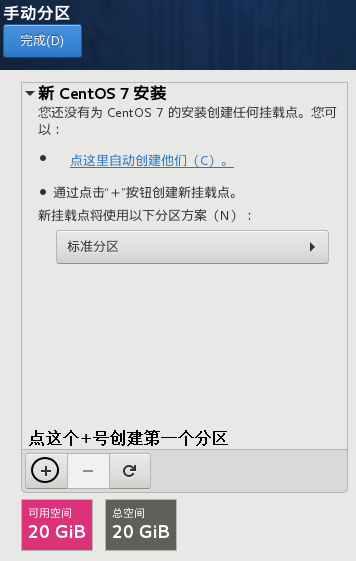 手动分区
完成(D)
新 CentOS 7 安装
您还没有为 CentOS 7 的安装创建任何挂载点。您可
以：
点这里自动创建他们（C）。
通过点击“+”按钮创建新挂载点。
新挂载点将使用以下分区方案（N）：
标准分区
点这个+号创建第一个分区
+ −
可用空间
20 GiB
总空间
20 GiB